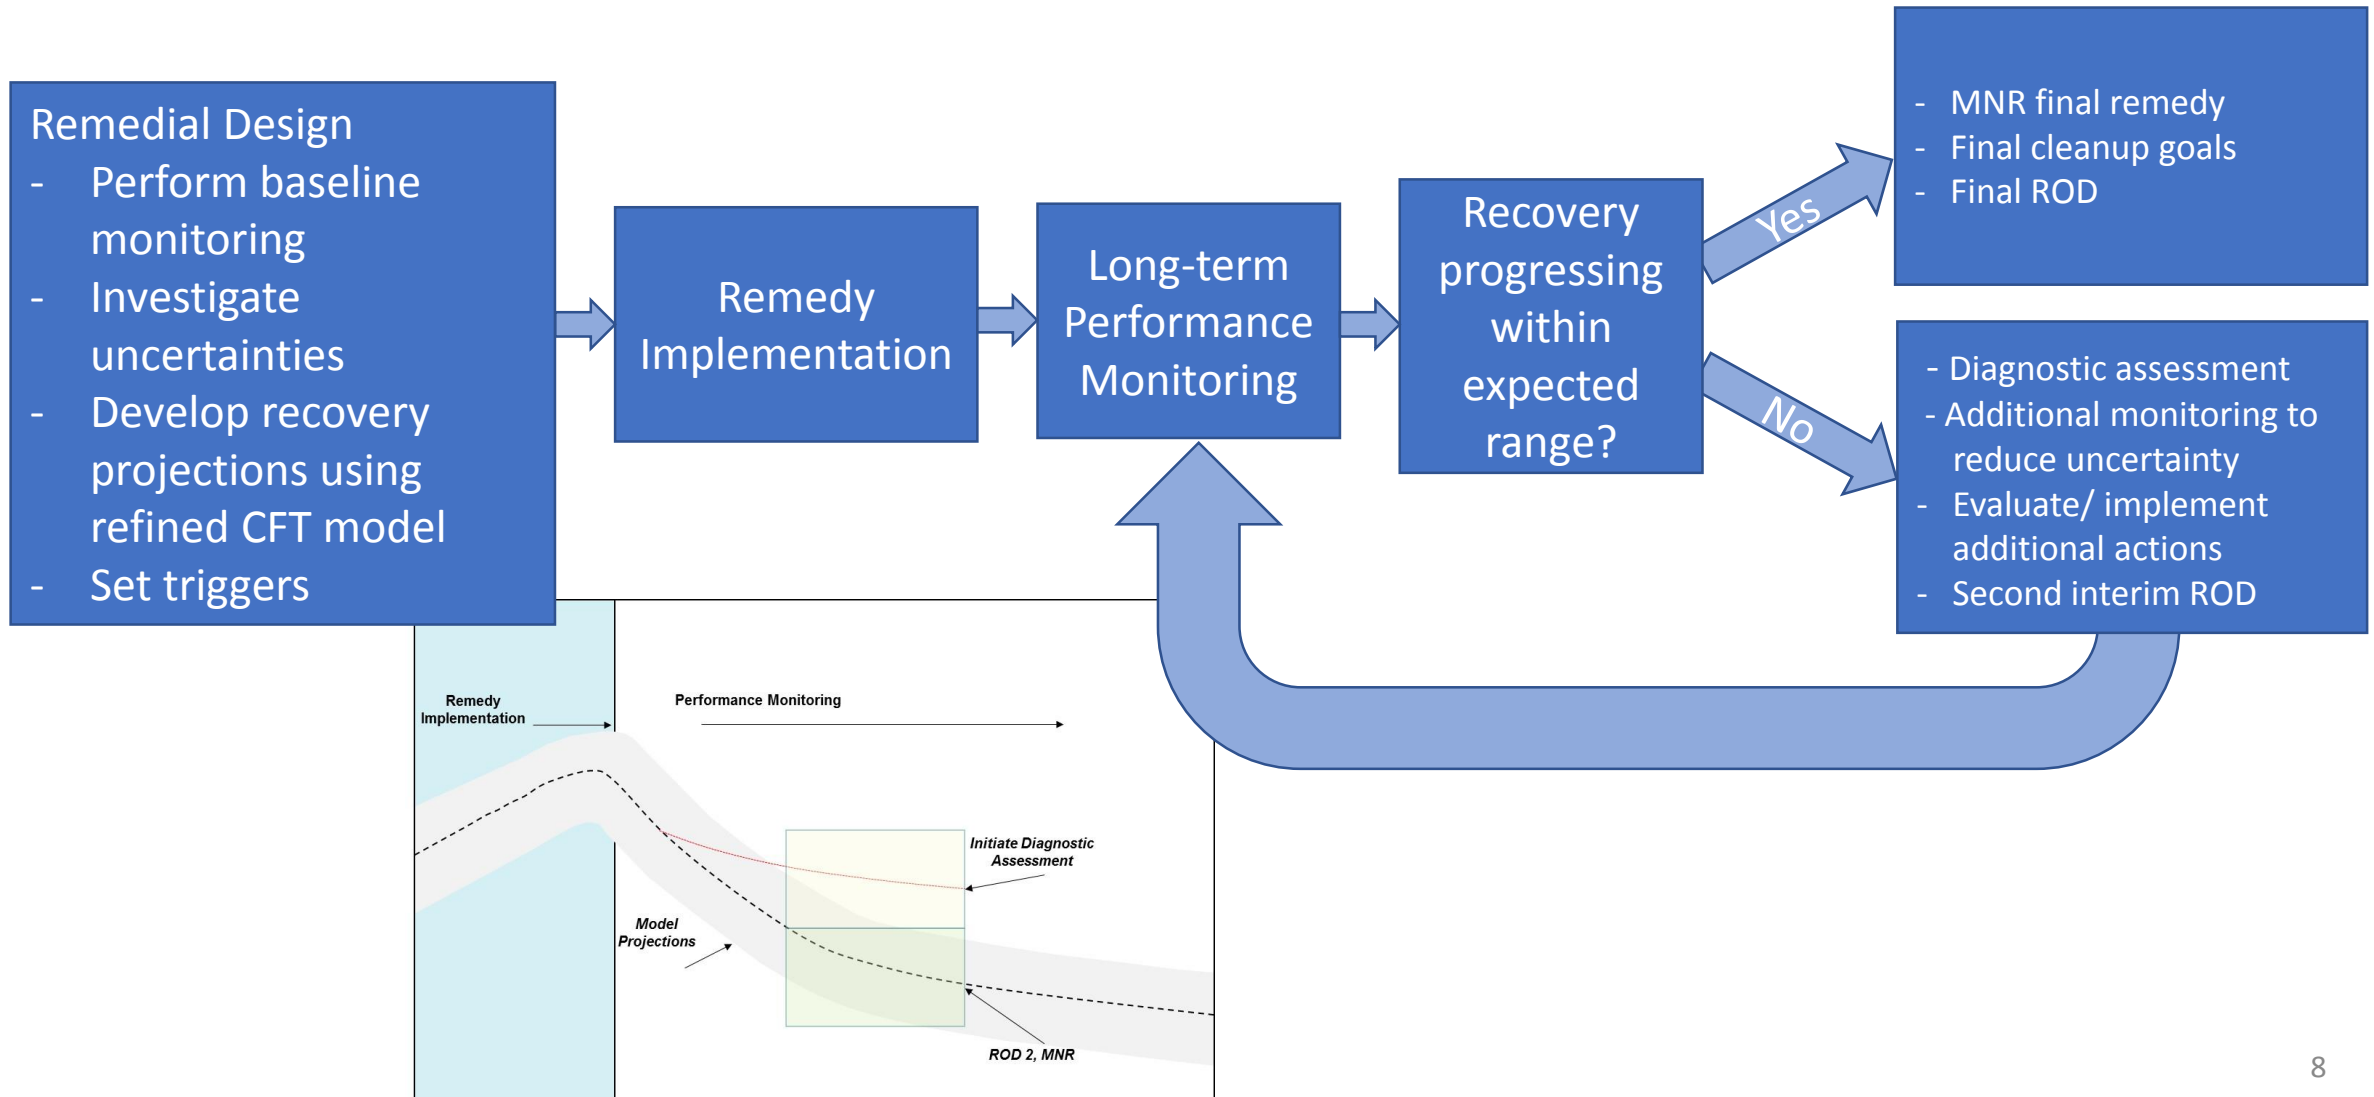 Remedial Design
- Perform baseline
monitoring
- Investigate
uncertainties
- Develop recovery
projections using
refined CFT model
- Set triggers
Remedy
Implementation
Long-term
Performance
Monitoring
Recovery
progressing
within
expected
range?
Yes
- MNR final remedy
- Final cleanup goals
- Final ROD
No
- Diagnostic assessment
- Additional monitoring to
reduce uncertainty
- Evaluate/ implement
additional actions
- Second interim ROD
Remedy
Implementation
Performance Monitoring
Initiate Diagnostic
Assessment
Model
Projections
ROD 2, MNR
8